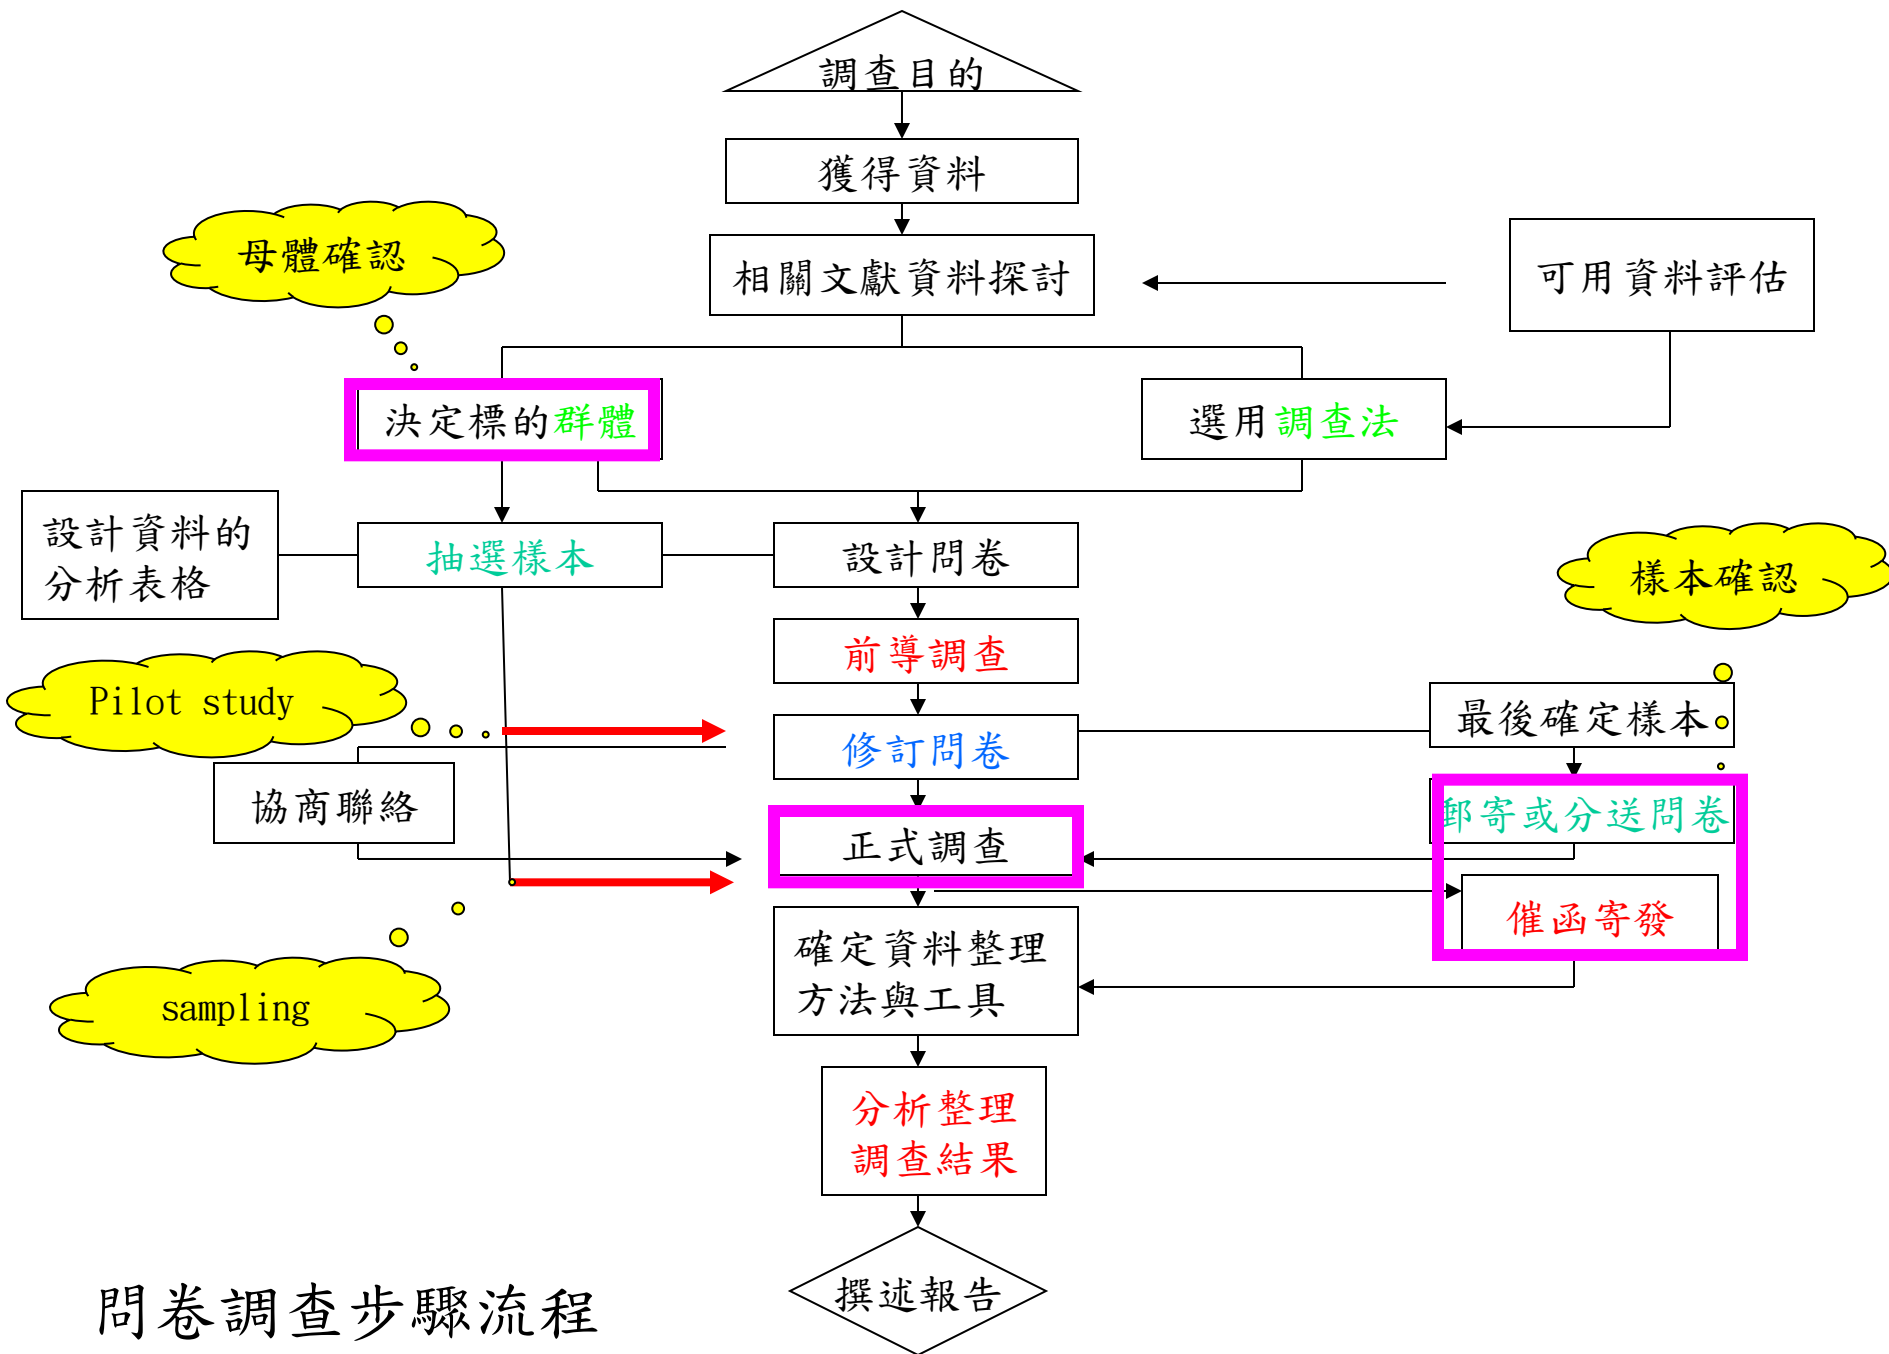 調查目的
獲得資料
母體確認
相關文獻資料探討
可用資料評估
決定標的群體
選用調查法
設計資料的
分析表格
抽選樣本
設計問卷
樣本確認
前導調查
Pilot study
修訂問卷
最後確定樣本
協商聯絡
正式調查
郵寄或分送問卷
催函寄發
確定資料整理
方法與工具
sampling
分析整理
調查結果
撰述報告
問卷調查步驟流程